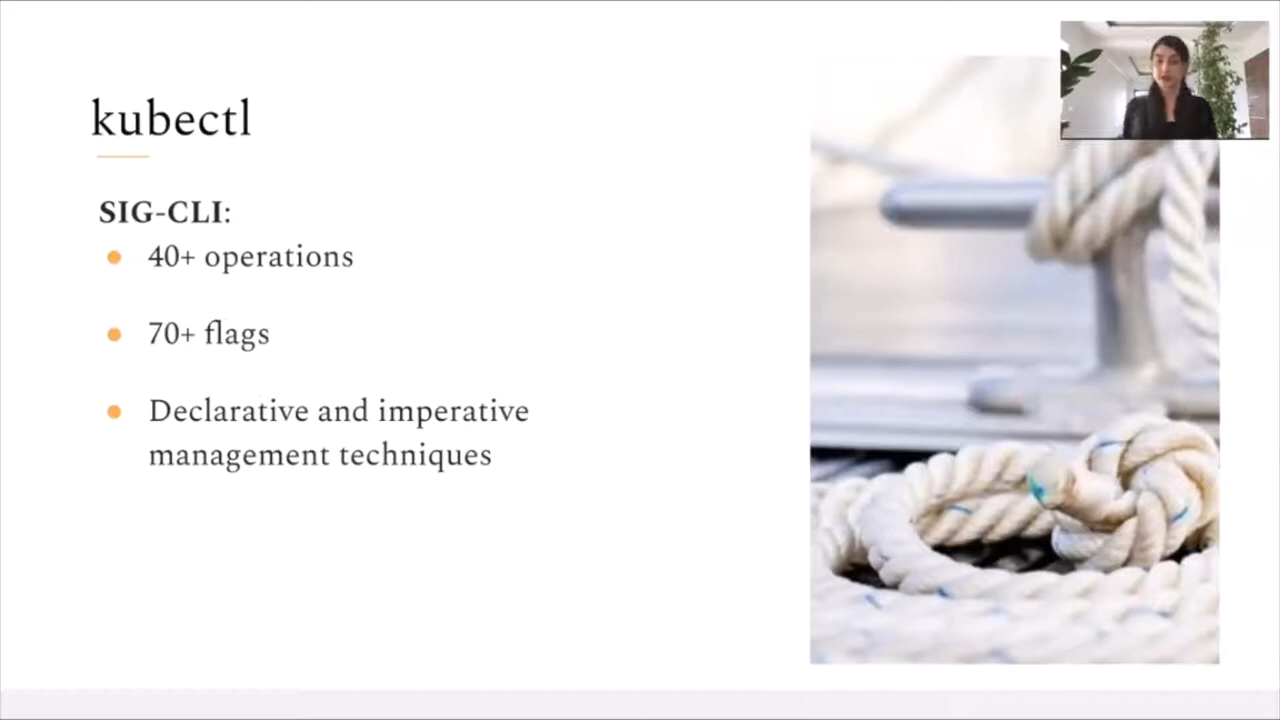 kubectl
SIG-CLI:
40+ operations
70+ flags
Declarative and imperative
management techniques